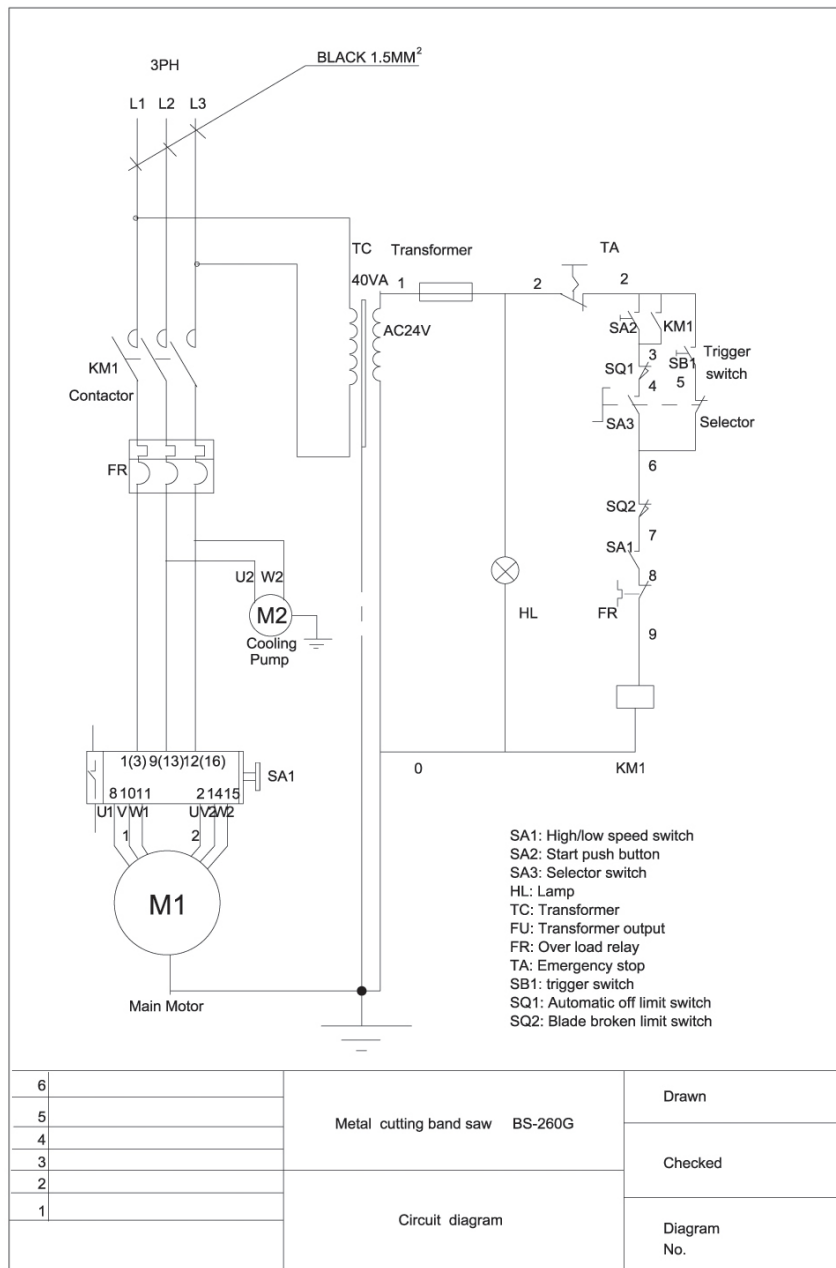 3PH
BLACK 1.5MM²
L1 L2 L3
TC Transformer
TA
40VA
1
2
2
AC24V
SA2
KM1
3
SQ1
SB1
Trigger
switch
4
5
SA3
Selector
KM1
Contactor
FR
6
SQ2
7
SA1
8
FR
9
HL
U2 W2
M2
Cooling
Pump
1(3) 9(13) 12(16)
SA1
8 10 11
2 14 15
U1 V W1
U V2 W2
1
2
0
KM1
M1
Main Motor
SA1: High/low speed switch
SA2: Start push button
SA3: Selector switch
HL: Lamp
TC: Transformer
FU: Transformer output
FR: Over load relay
TA: Emergency stop
SB1: trigger switch
SQ1: Automatic off limit switch
SQ2: Blade broken limit switch
6
5
4
3
2
1
Metal cutting band saw BS-260G
Circuit diagram
Drawn
Checked
Diagram
No.